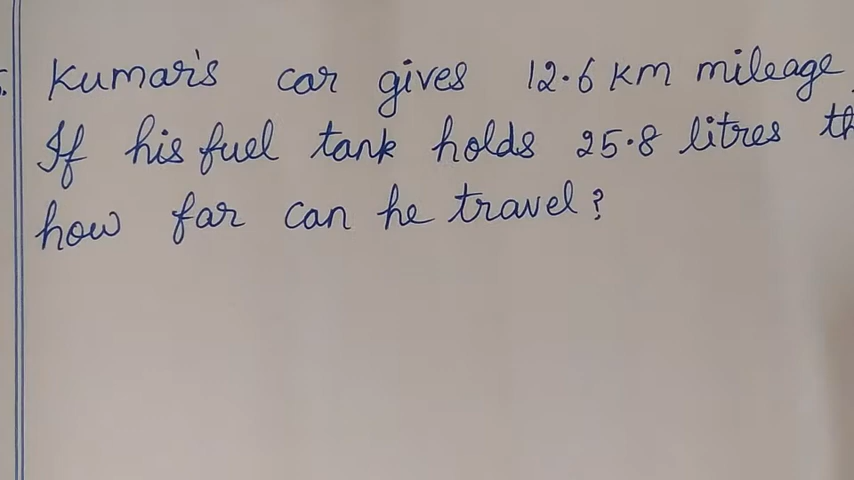 Kumar's car gives 12.6 KM mileage.
If his fuel tank holds 25.8 litres
how far can he travel?